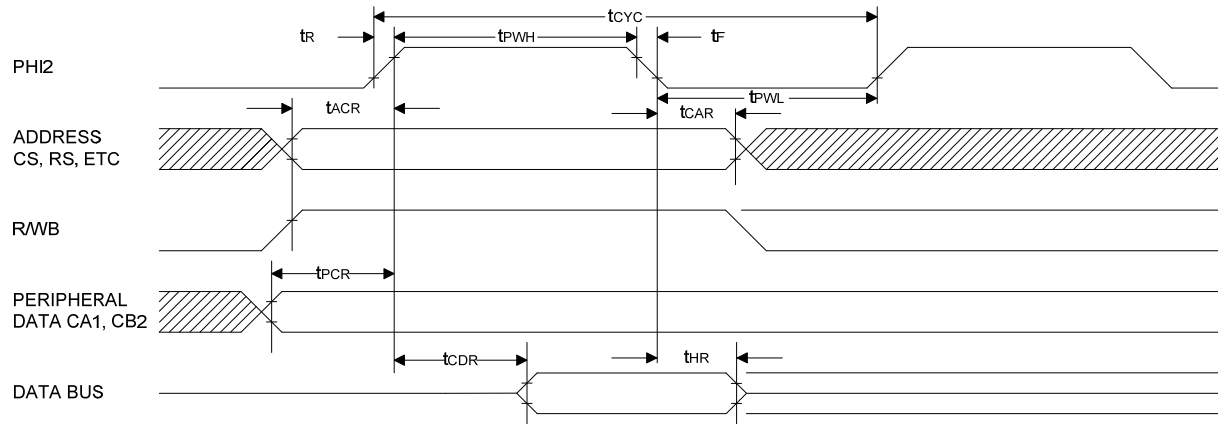 tCYC
tR tPWH tF
PHI2
tPWL
tACR tCAR
ADDRESS
CS, RS, ETC
R/WB
tPCR
PERIPHERAL
DATA CA1, CB2
tCDR tHR
DATA BUS